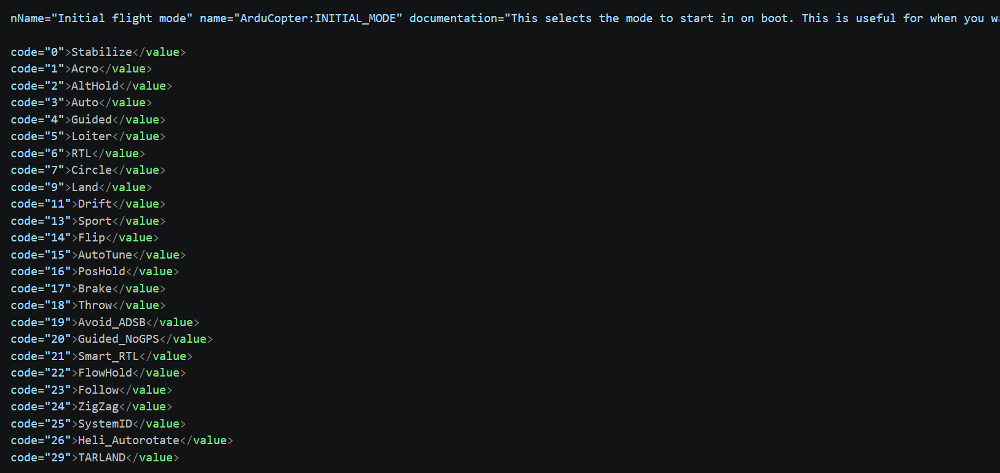 nName="Initial flight mode" name="ArduCopter:INITIAL_MODE" documentation="This selects the mode to start in on boot. This is useful for when you
code="0">Stabilize</value>
code="1">Acro</value>
code="2">AltHold</value>
code="3">Auto</value>
code="4">Guided</value>
code="5">Loiter</value>
code="6">RTL</value>
code="7">Circle</value>
code="9">Land</value>
code="11">Drift</value>
code="13">Sport</value>
code="14">Flip</value>
code="15">AutoTune</value>
code="16">PosHold</value>
code="17">Brake</value>
code="18">Throw</value>
code="19">Avoid_ADSB</value>
code="20">Guided_NoGPS</value>
code="21">Smart_RTL</value>
code="22">FlowHold</value>
code="23">Follow</value>
code="24">ZigZag</value>
code="25">SystemID</value>
code="26">Heli_Autorotate</value>
code="29">TARLAND</value>